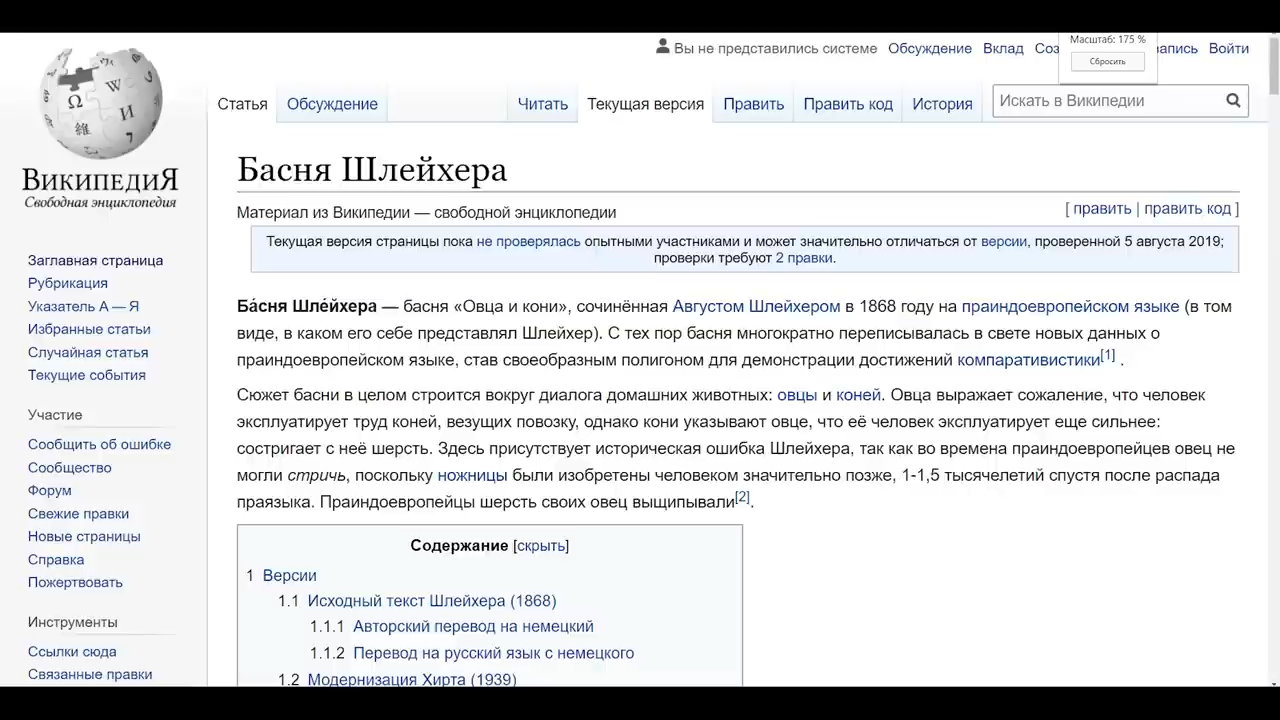 Масштаб: 175 %
Сбросить
Вы не представились системе Обсуждение Вклад Соз запись Войти
Статья Обсуждение Читать Текущая версия Править Править код История Искать в Википедии
ВикипедиЯ
Свободная энциклопедия
Заглавная страница
Рубрикация
Указатель А — Я
Избранные статьи
Случайная статья
Текущие события
Участие
Сообщить об ошибке
Сообщество
Форум
Свежие правки
Новые страницы
Справка
Пожертвовать
Инструменты
Ссылки сюда
Связанные правки
Басня Шлейхера
Материал из Википедии — свободной энциклопедии [ править | править код ]
Текущая версия страницы пока не проверялась опытными участниками и может значительно отличаться от версии, проверенной 5 августа 2019;
проверки требуют 2 правки.
Ба́сня Шле́йхера — басня «Овца и кони», сочинённая Августом Шлейхером в 1868 году на праиндоевропейском языке (в том
виде, в каком его себе представлял Шлейхер). С тех пор басня многократно переписывалась в свете новых данных о
праиндоевропейском языке, став своеобразным полигоном для демонстрации достижений компаративистики[1] .
Сюжет басни в целом строится вокруг диалога домашних животных: овцы и коней. Овца выражает сожаление, что человек
эксплуатирует труд коней, везущих повозку, однако кони указывают овце, что её человек эксплуатирует еще сильнее:
состригает с неё шерсть. Здесь присутствует историческая ошибка Шлейхера, так как во времена праиндоевропейцев овец не
могли стричь, поскольку ножницы были изобретены человеком значительно позже, 1-1,5 тысячелетий спустя после распада
праязыка. Праиндоевропейцы шерсть своих овец выщипывали[2].
Содержание [скрыть]
1 Версии
1.1 Исходный текст Шлейхера (1868)
1.1.1 Авторский перевод на немецкий
1.1.2 Перевод на русский язык с немецкого
1.2 Модернизация Хирта (1939)